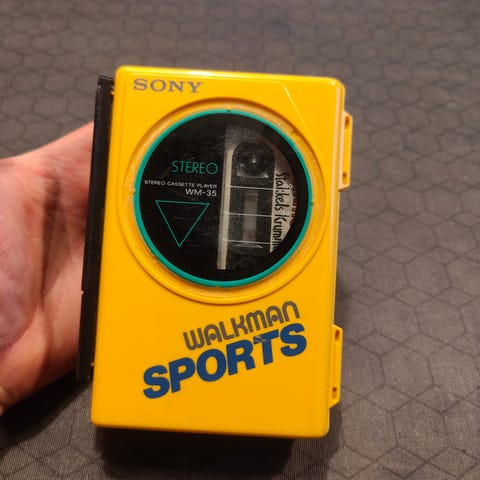 SONY
STEREO
STEREO CASSETTE PLAYER
WM-35
WALKMAN
SPORTS